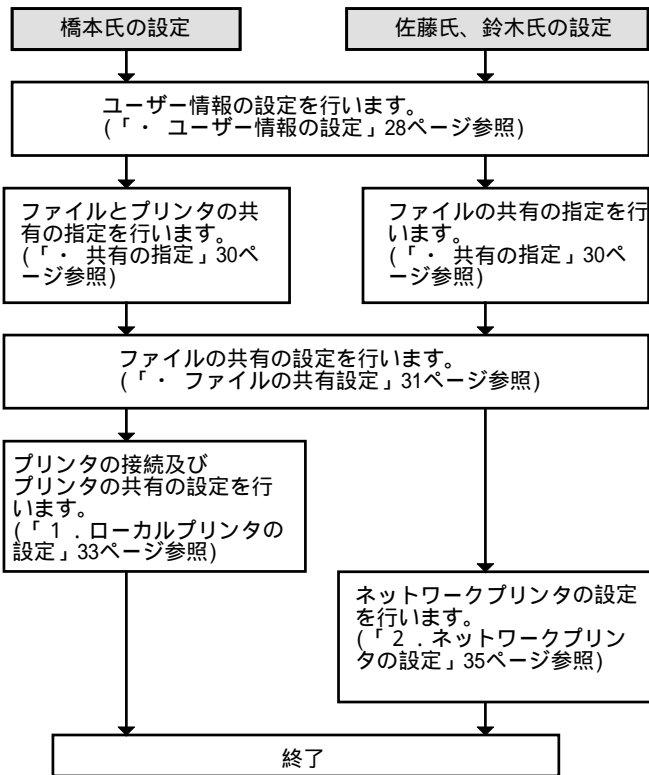 橋本氏の設定
佐藤氏、鈴木氏の設定
ユーザー情報の設定を行います。
(「・ ユーザー情報の設定」28ページ参照)
ファイルとプリンタの共
有の指定を行います。
(「・ 共有の指定」30ペ
ージ参照)
ファイルの共有の指定を行
います。
(「・ 共有の指定」30ペ
ージ参照)
ファイルの共有の設定を行います。
(「・ ファイルの共有設定」31ページ参照)
プリンタの接続及び
プリンタの共有の設定を行
います。
(「１．ローカルプリンタの
設定」33ページ参照)
ネットワークプリンタの設定
を行います。
(「２．ネットワークプリン
タの設定」35ページ参照)
終了